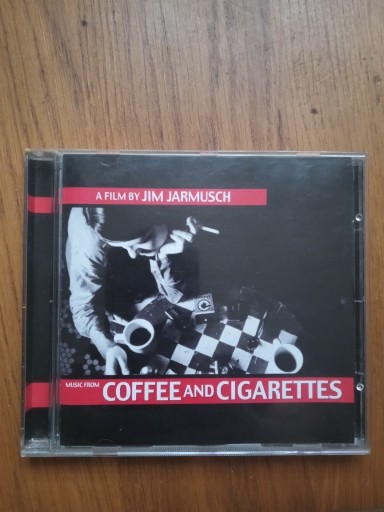 A FILM BY JIM JARMUSCH
MUSIC FROM COFFEE AND CIGARETTES